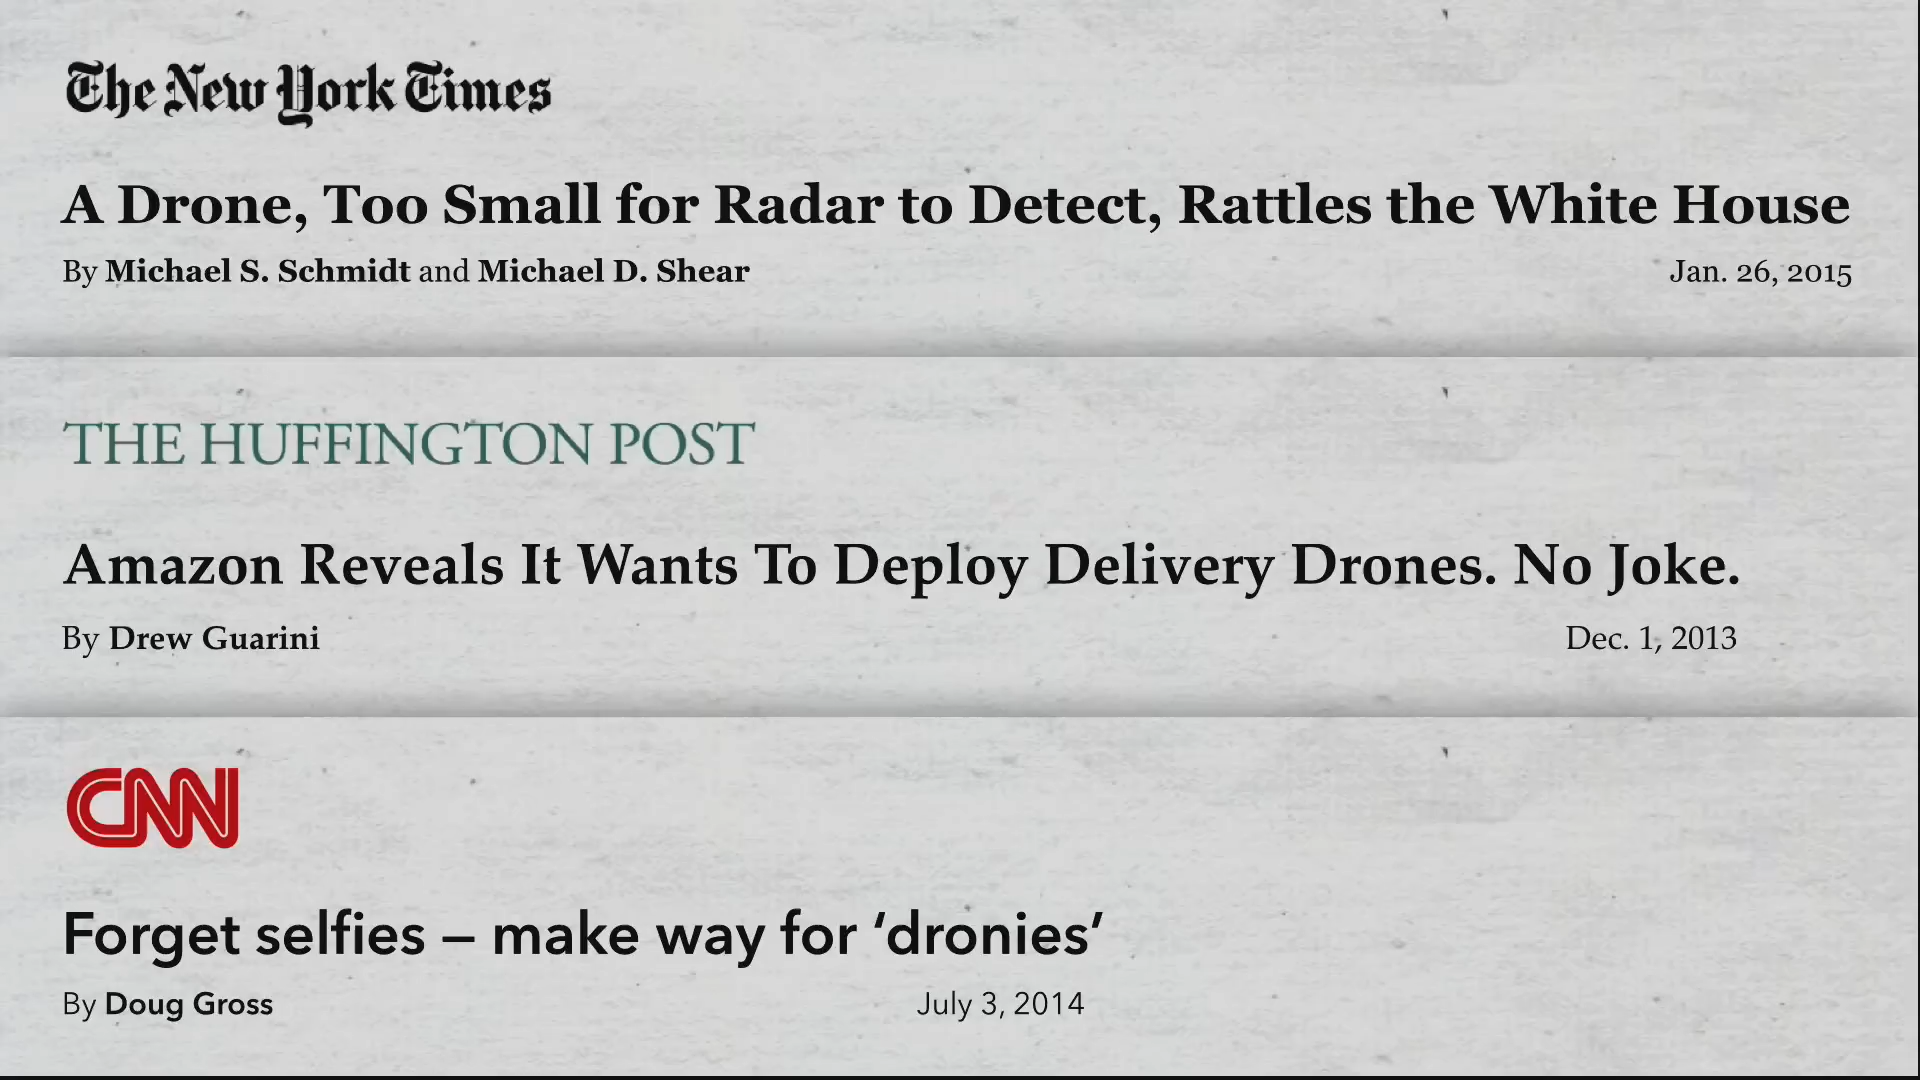 The New York Times
A Drone, Too Small for Radar to Detect, Rattles the White House
By Michael S. Schmidt and Michael D. Shear Jan. 26, 2015
THE HUFFINGTON POST
Amazon Reveals It Wants To Deploy Delivery Drones. No Joke.
By Drew Guarini Dec. 1, 2013
CNN
Forget selfies – make way for ‘dronies’
By Doug Gross July 3, 2014